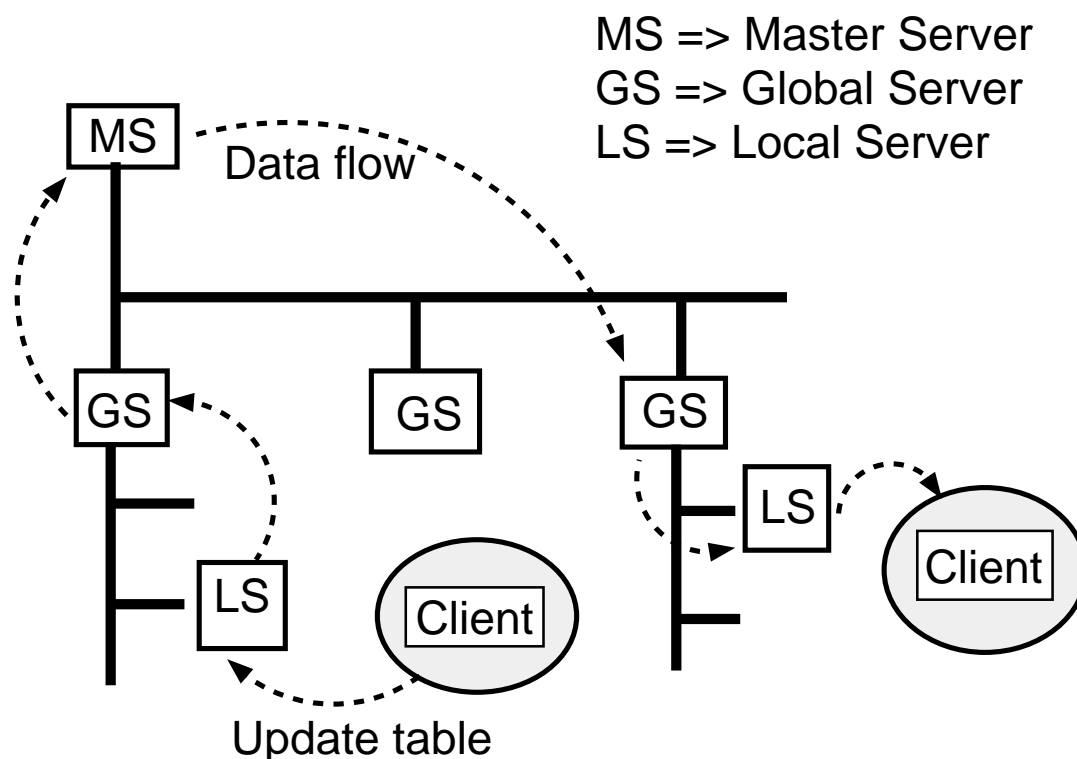 MS => Master Server
GS => Global Server
LS => Local Server
MS
Data flow
GS
GS
GS
LS
Client
LS
Client
Update table